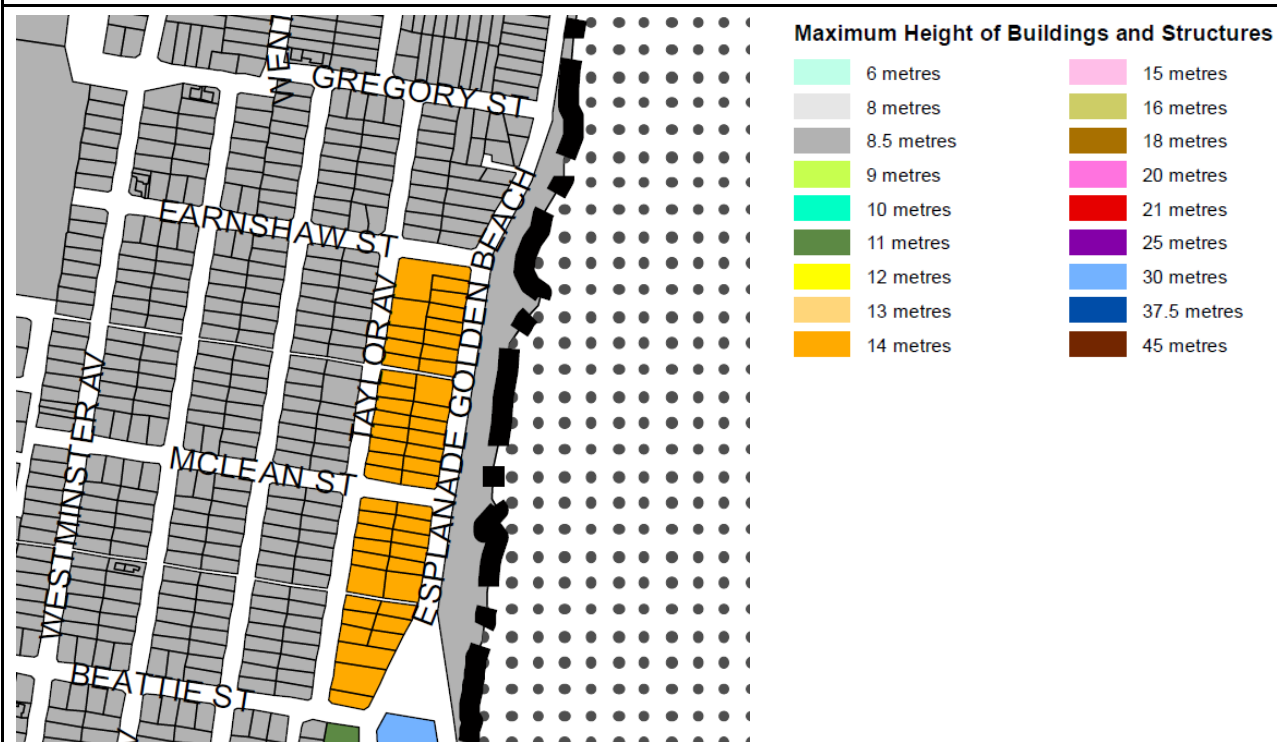 Maximum Height of Buildings and Structures
6 metres
8 metres
8.5 metres
9 metres
10 metres
11 metres
12 metres
13 metres
14 metres
15 metres
16 metres
18 metres
20 metres
21 metres
25 metres
30 metres
37.5 metres
45 metres
GREGORY ST
EARNSHAW ST
TAYLOR AV
ESPLANADE GOLDEN BEACH
WESTMINSTER AV
MCLEAN ST
BEATTIE ST